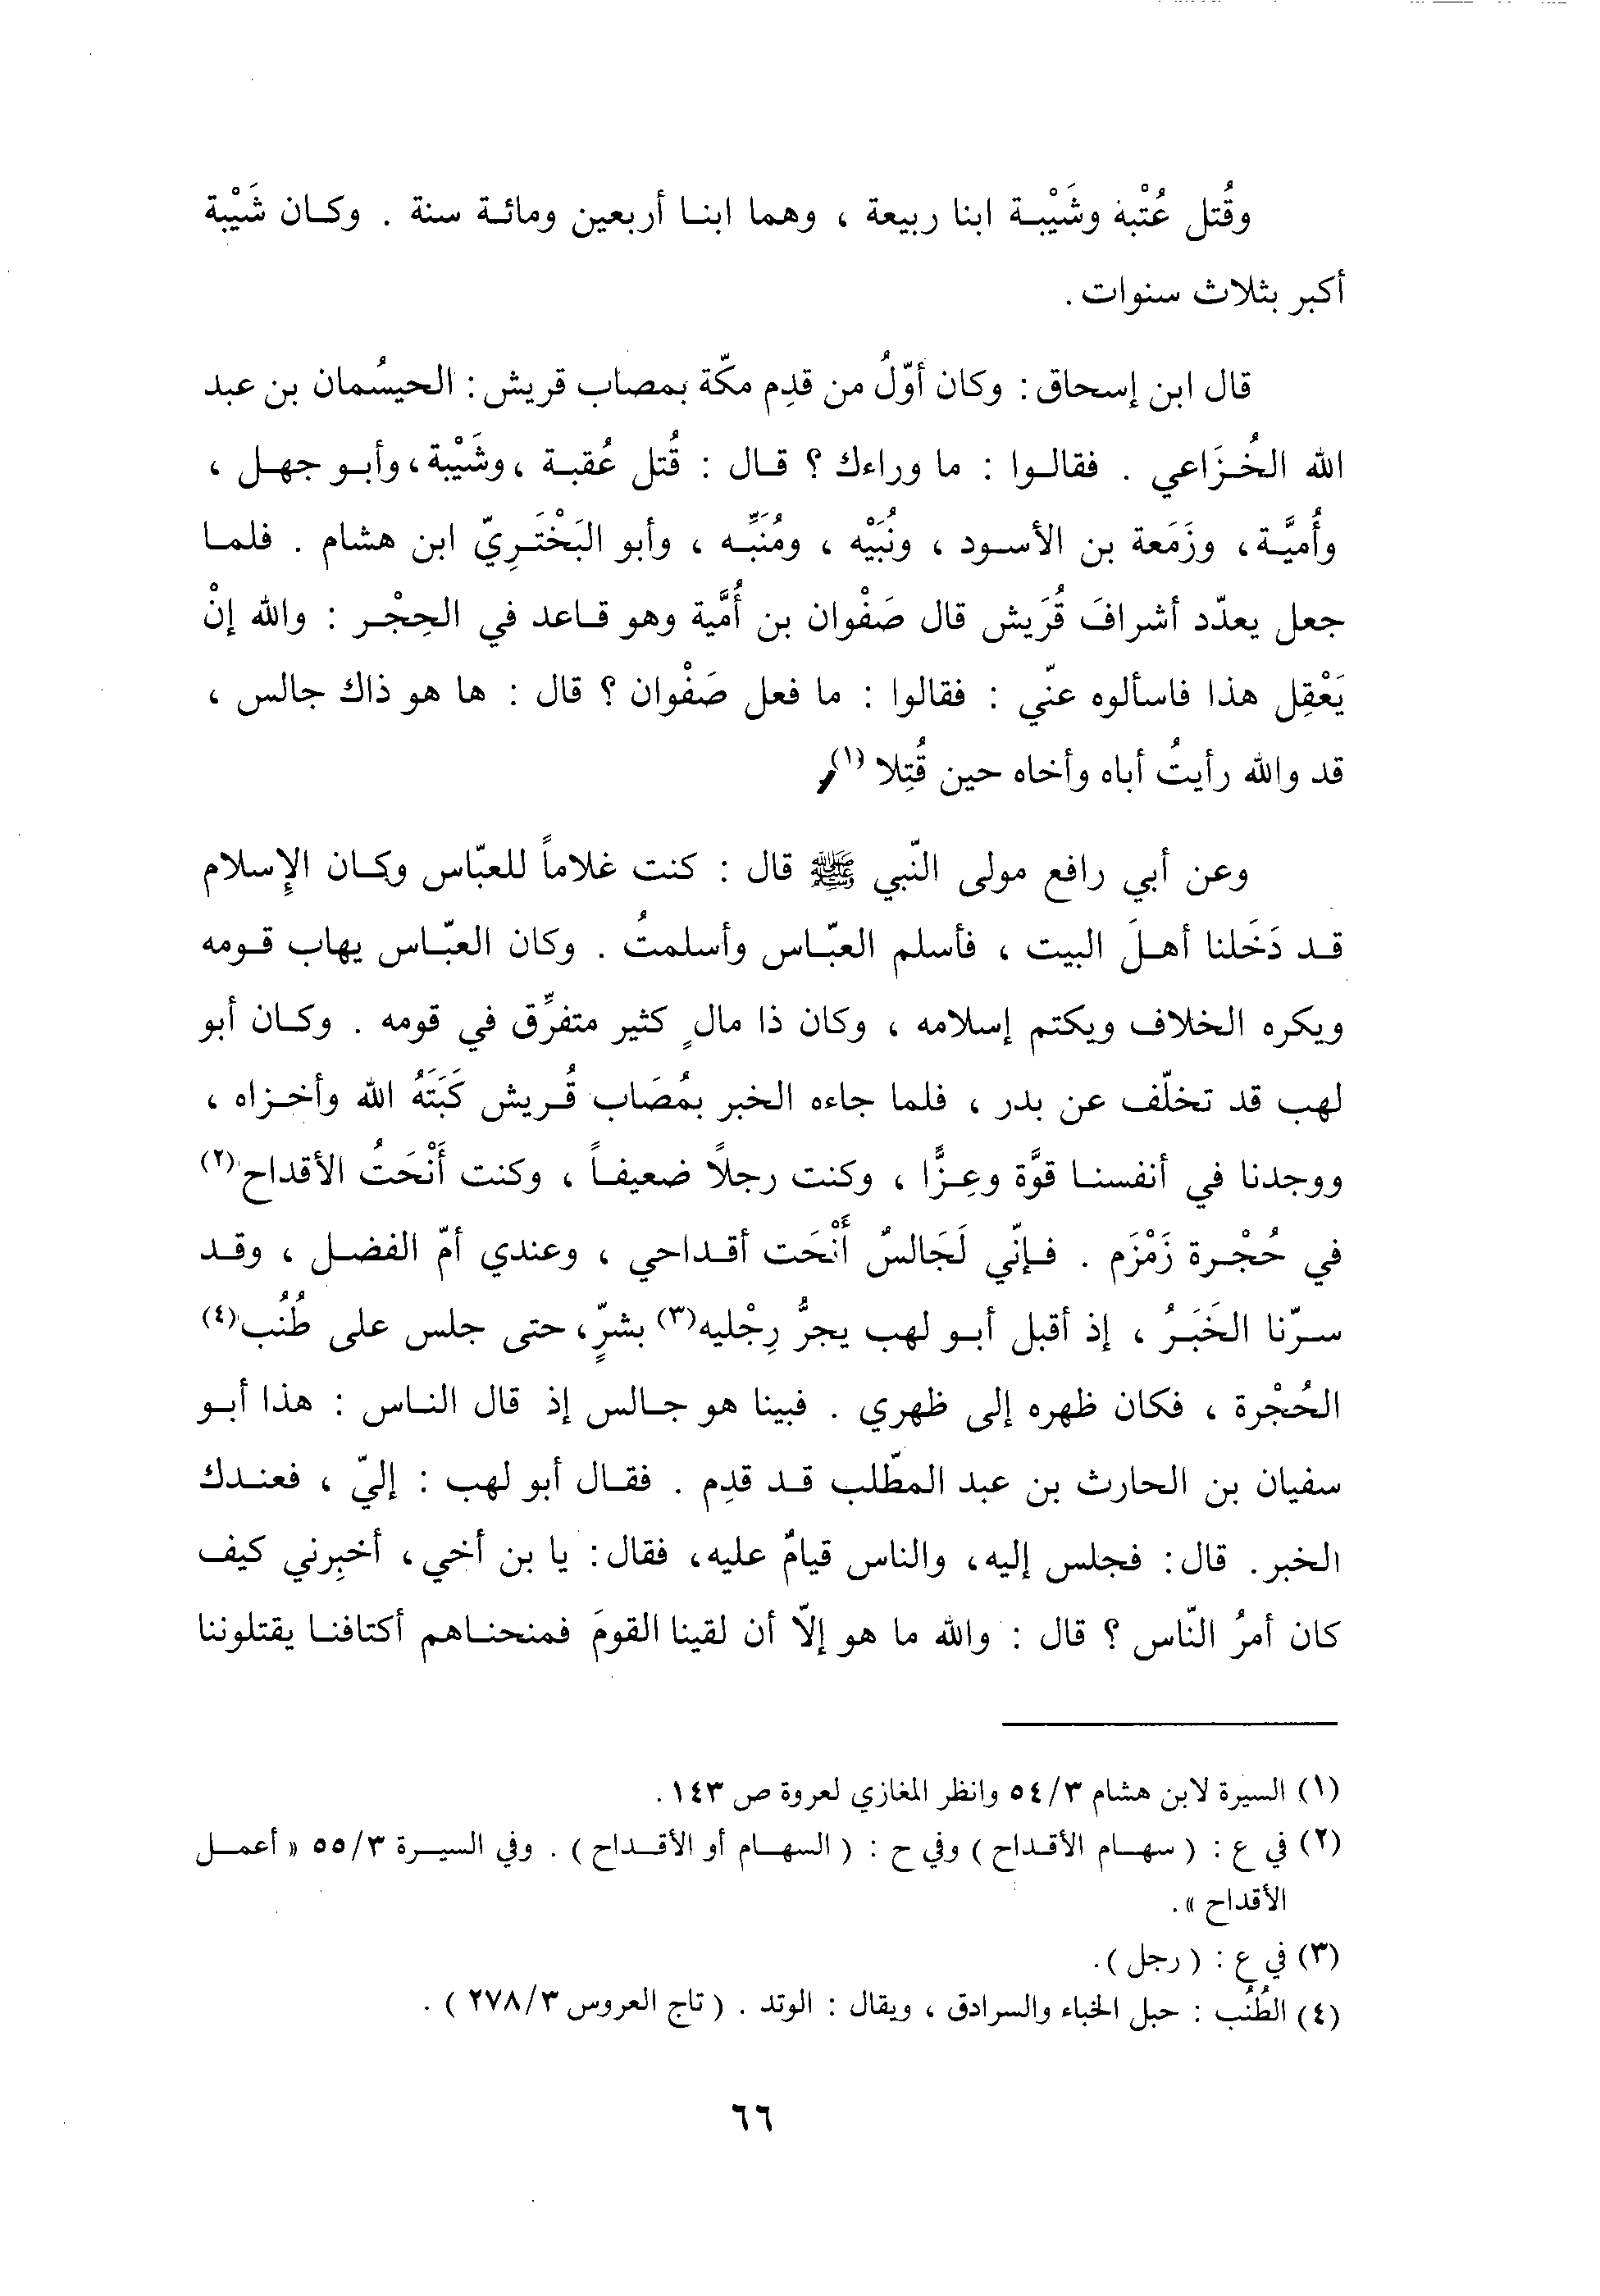 وقُتل عُتْبة وشَيْبة ابنا ربيعة ، وهما ابنا أربعين ومائة سنة . وكان شَيْبة
أكبر بثلاث سنوات .
قال ابن إسحاق : وكان أوّلُ من قدِم مكّة بمصاب قريش : الحيسُمان بن عبد
الله الخُزَاعي . فقالوا : ما وراءك ؟ قال : قُتل عُقبة ، وشَيْبة، وأبو جهل ،
وأُميَّة ، وزَمَعة بن الأسود ، ونُبَيْه ، ومُنَبِّه ، وأبو البَخْتَرِيّ ابن هشام . فلما
جعل يعدّد أشرافَ قُرَيش قال صَفْوان بن أُمَّية وهو قاعد في الحِجْر : والله إنْ
يَعْقِل هذا فاسألوه عنّي : فقالوا : ما فعل صَفْوان ؟ قال : ها هو ذاك جالس ،
قد والله رأيتُ أباه وأخاه حين قُتِلا (١) .
وعن أبي رافع مولى النّبي ﷺ قال : كنت غلاماً للعبّاس وكان الإِسلام
قد دَخَلنا أهلَ البيت ، فأسلم العبّاس وأسلمتُ . وكان العبّاس يهاب قومه
ويكره الخلاف ويكتم إسلامه ، وكان ذا مالٍ كثير متفرِّق في قومه . وكان أبو
لهب قد تخلّف عن بدر ، فلما جاءه الخبر بمُصَاب قُريش كَبَتَهُ الله وأخزاه ،
ووجدنا في أنفسنا قوَّة وعِزًّا ، وكنت رجلاً ضعيفاً ، وكنت أَنْحَتُ الأقداح (٢)
في حُجْرة زَمْزَم . فإنّي لَجَالسٌ أَنْحَت أقداحي ، وعندي أمّ الفضل ، وقد
سرّنا الخَبَرُ ، إذ أقبل أبو لهب يجرُّ رِجْليه (٣) بشرٍّ، حتى جلس على طُنُب (٤)
الحُجْرة ، فكان ظهره إلى ظهري . فبينا هو جالس إذ قال الناس : هذا أبو
سفيان بن الحارث بن عبد المطّلب قد قدِم . فقال أبو لهب : إليّ ، فعندك
الخبر . قال : فجلس إليه، والناس قيامٌ عليه، فقال : يا بن أخي ، أخبِرني كيف
كان أمرُ النّاس ؟ قال : والله ما هو إلاّ أن لقينا القومَ فمنحناهم أكتافنا يقتلوننا
(١) السيرة لابن هشام ٥٤/٣ وانظر المغازي لعروة ص ١٤٣ .
(٢) في ع : ( سهام الأقداح ) وفي ح : ( السهام أو الأقداح ) . وفي السيرة ٥٥/٣ « أعمل
الأقداح » .
(٣) في ع : ( رجل ) .
(٤) الطُنُب : حبل الخباء والسرادق ، ويقال : الوتد . ( تاج العروس ٢٧٨/٣ ) .
٦٦